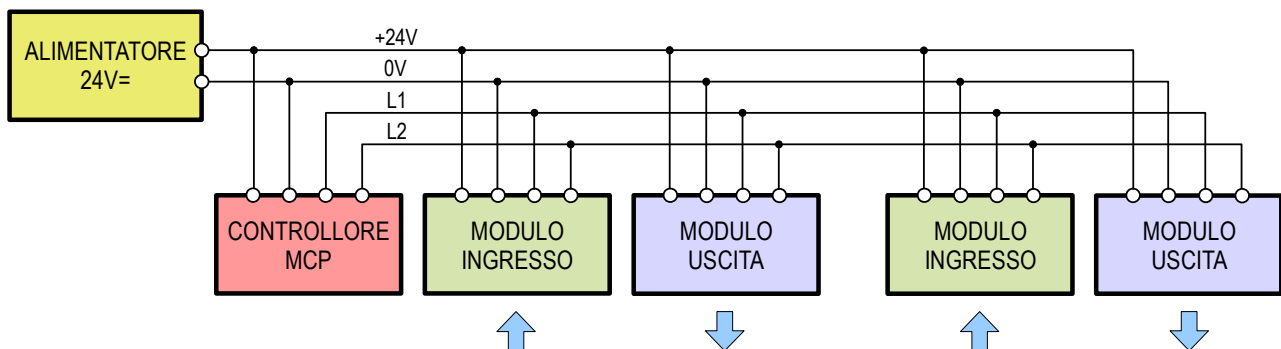 ALIMENTATORE
24V=
+24V
0V
L1
L2
CONTROLLORE
MCP
MODULO
INGRESSO
MODULO
USCITA
MODULO
INGRESSO
MODULO
USCITA